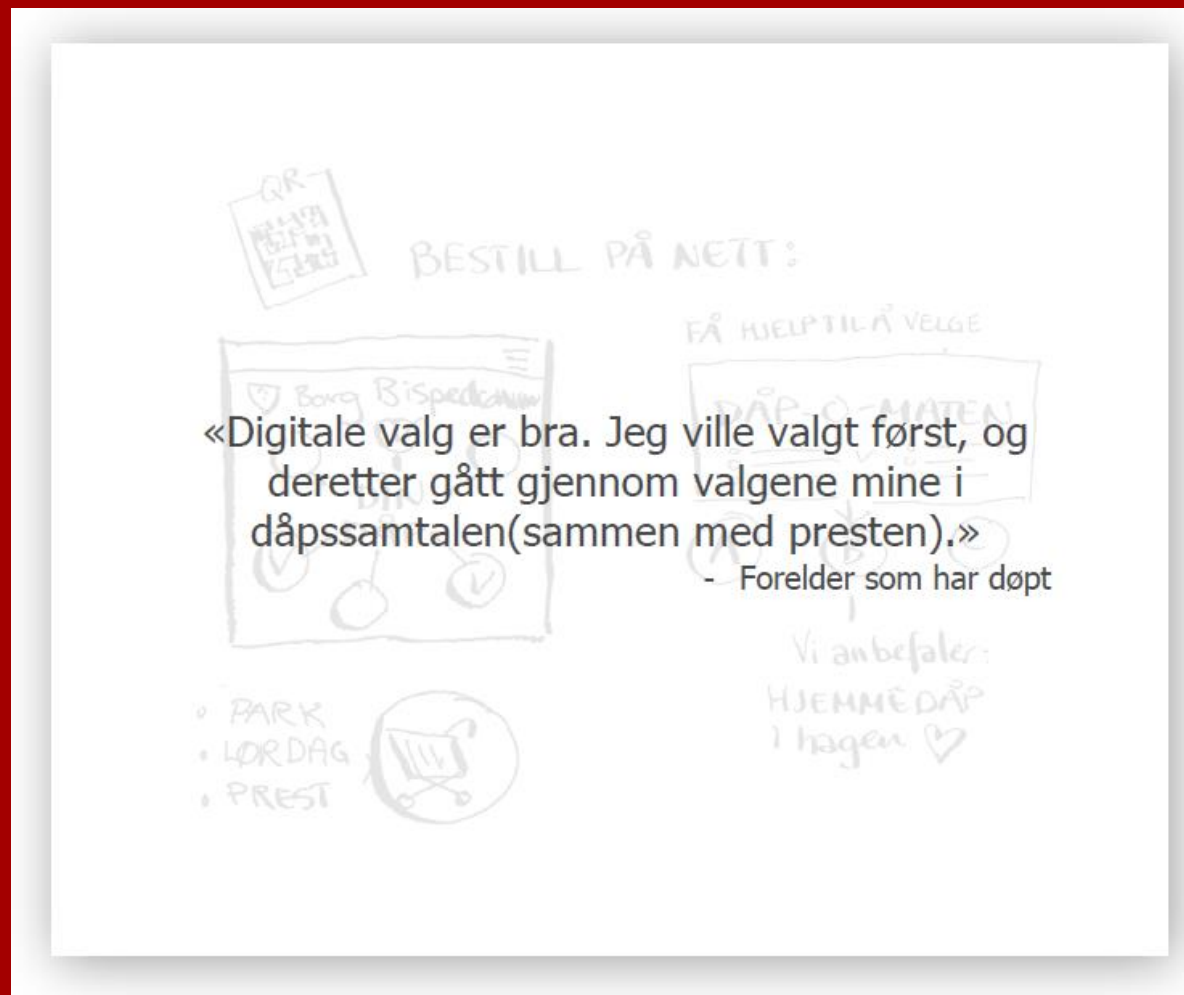 QR
BESTILL PÅ NETT:
FÅ HJELP TIL Å VELGE
Borg Bispedømme
DÅP-O-MATEN
«Digitale valg er bra. Jeg ville valgt først, og
deretter gått gjennom valgene mine i
dåpssamtalen(sammen med presten).»
- Forelder som har døpt
DIN
Vi anbefaler:
HJEMMEDÅP
i hagen
• PARK
• LØRDAG
• PREST